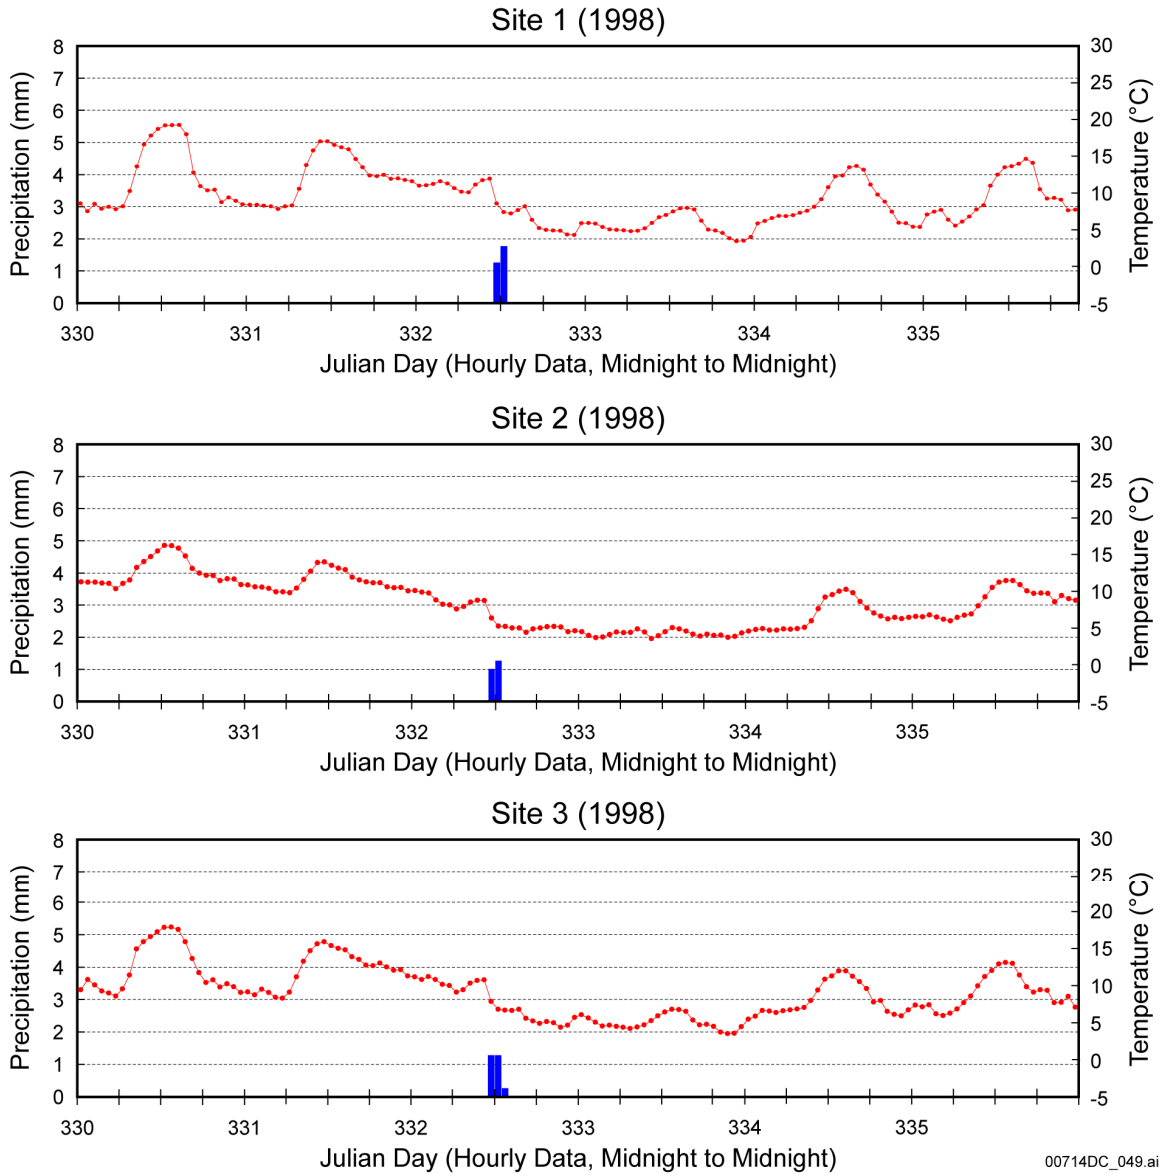 Site 1 (1998)
8 30
7 25
6 20
5 15
4 10
3 5
2 0
1 -5
0
Precipitation (mm)
Temperature (°C)
330 331 332 333 334 335
Julian Day (Hourly Data, Midnight to Midnight)
Site 2 (1998)
8 30
7 25
6 20
5 15
4 10
3 5
2 0
1 -5
0
Precipitation (mm)
Temperature (°C)
330 331 332 333 334 335
Julian Day (Hourly Data, Midnight to Midnight)
Site 3 (1998)
8 30
7 25
6 20
5 15
4 10
3 5
2 0
1 -5
0
Precipitation (mm)
Temperature (°C)
330 331 332 333 334 335
Julian Day (Hourly Data, Midnight to Midnight)
00714DC_049.ai